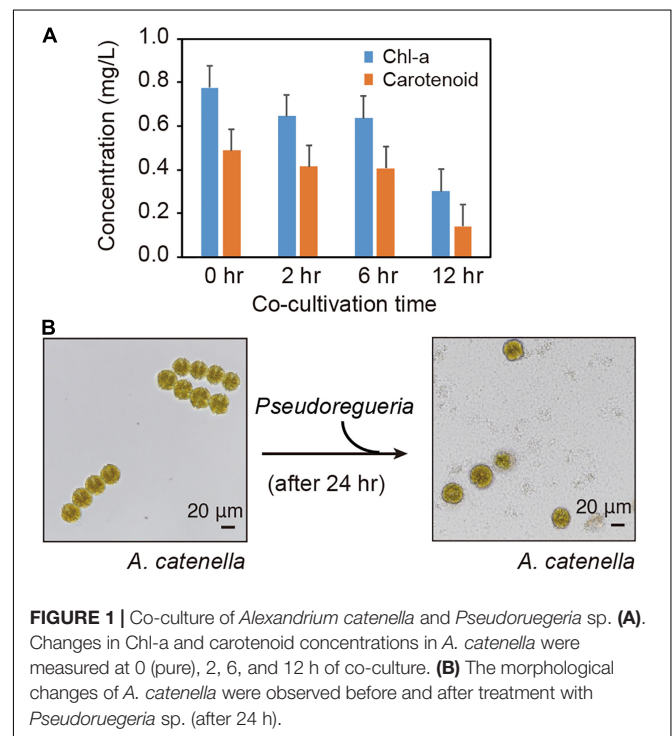 A
Concentration (mg/L)
1.0
0.8
0.6
0.4
0.2
0.0
Chl-a
Carotenoid
0 hr 2 hr 6 hr 12 hr
Co-cultivation time
B
Pseudoregueria
(after 24 hr)
20 µm
20 µm
A. catenella
A. catenella
FIGURE 1 | Co-culture of Alexandrium catenella and Pseudoruegeria sp. (A).
Changes in Chl-a and carotenoid concentrations in A. catenella were
measured at 0 (pure), 2, 6, and 12 h of co-culture. (B) The morphological
changes of A. catenella were observed before and after treatment with
Pseudoruegeria sp. (after 24 h).